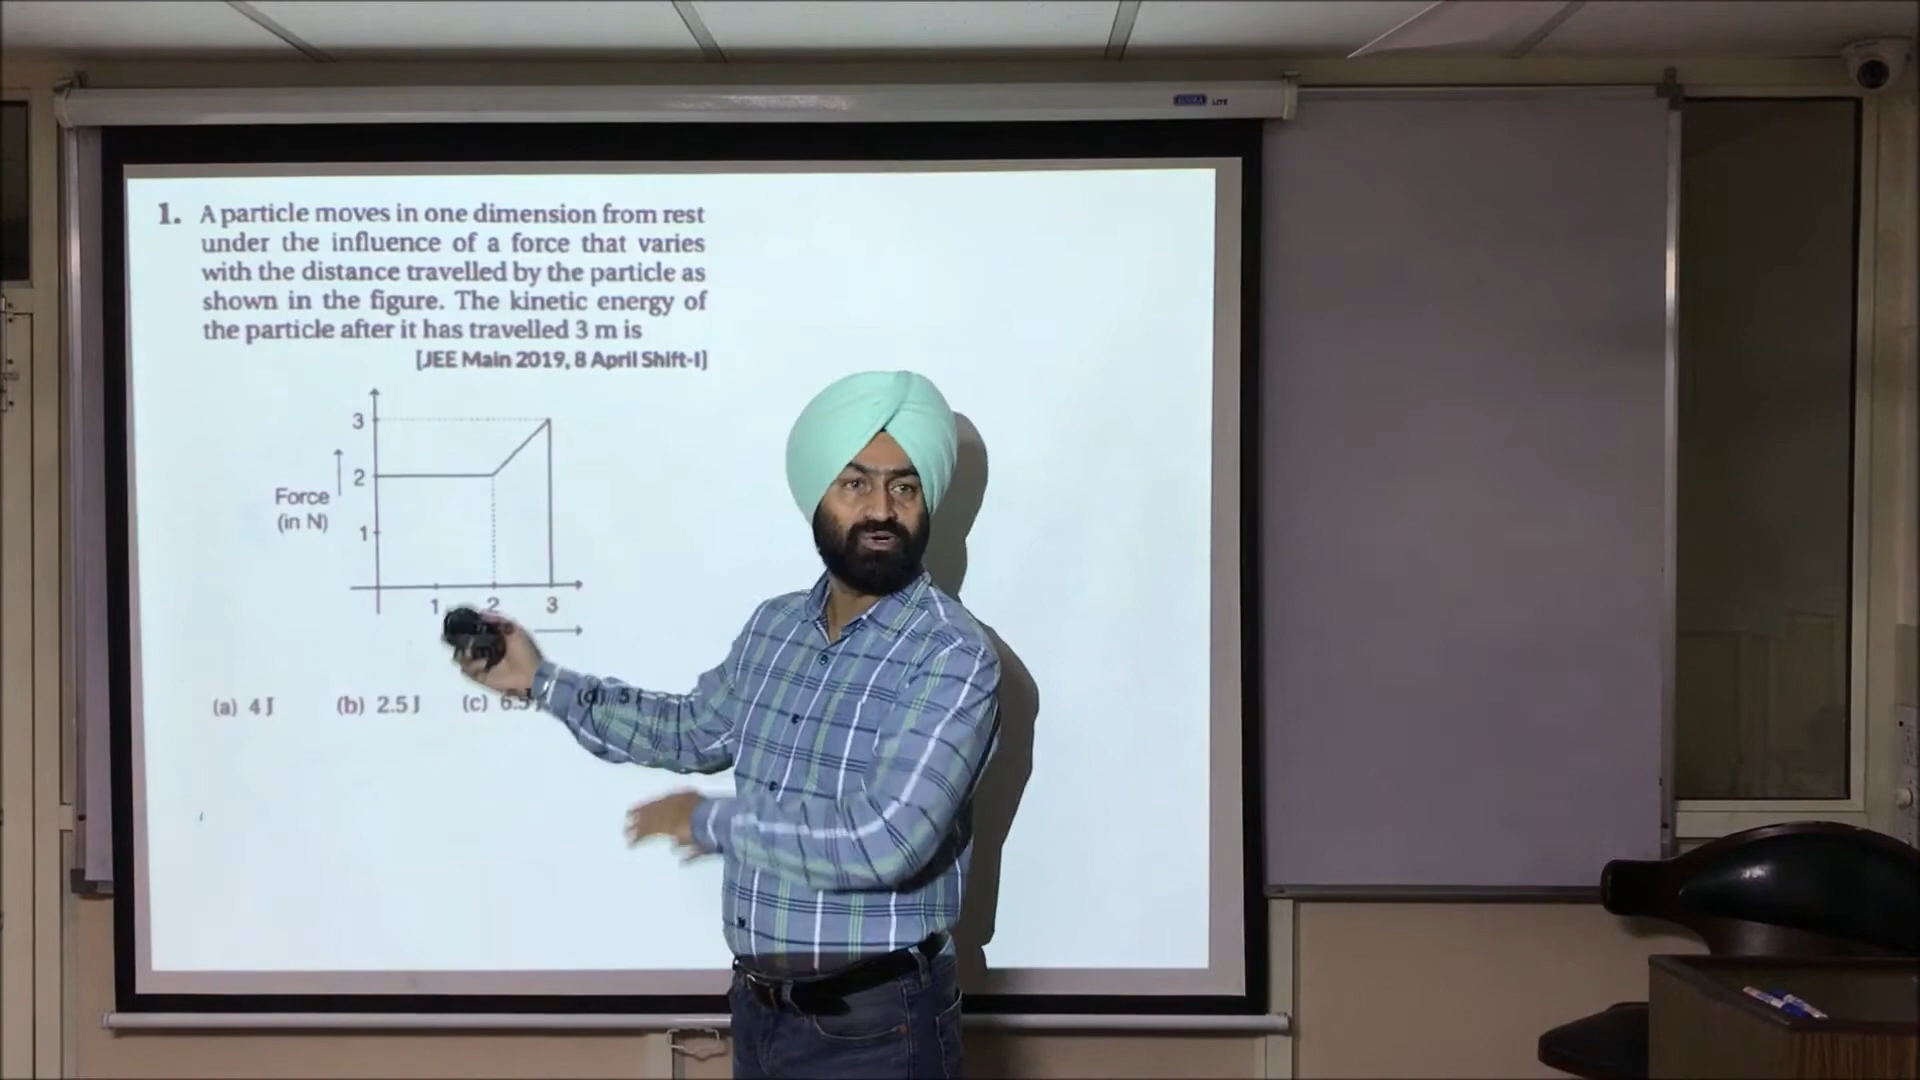 LITE
1. A particle moves in one dimension from rest
under the influence of a force that varies
with the distance travelled by the particle as
shown in the figure. The kinetic energy of
the particle after it has travelled 3 m is
[JEE Main 2019, 8 April Shift-I]
3
2
Force
(in N)
1
1 2 3
(a) 4 J (b) 2.5 J (c) 6.5 J (d) 5 J